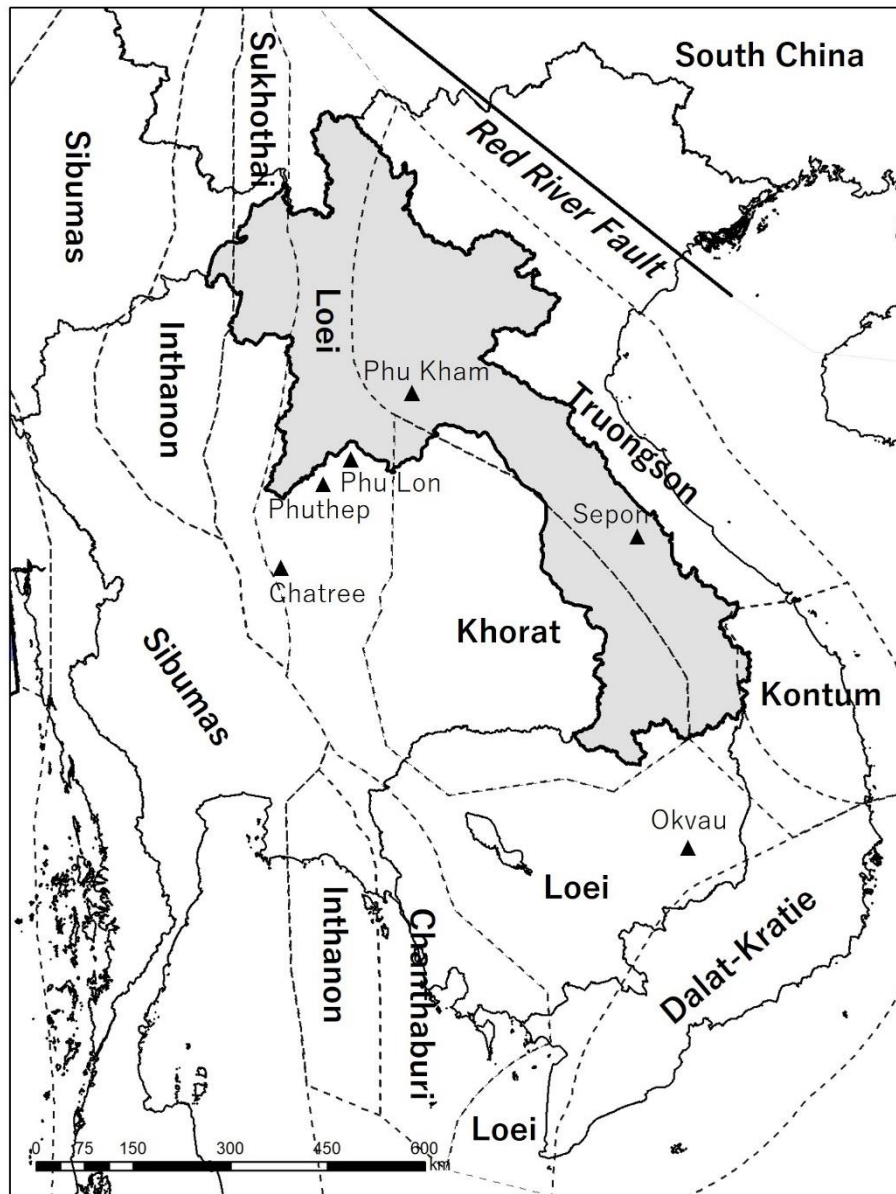 South China
Sukhothai
Sibumas
Red River Fault
Loei
Inthanon
Phu Kham
Truongson
Phu Lon
Phuthep
Sepon
Chatree
Khorat
Sibumas
Kontum
Okvau
Loei
Inthanon
Chanthaburi
Dalat-Kratie
Loei
0 75 150 300 450 600
km